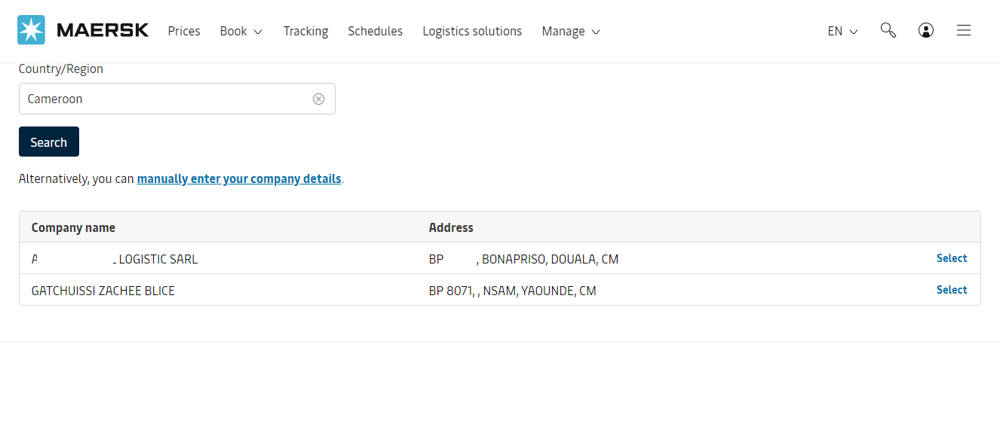 MAERSK Prices Book Tracking Schedules Logistics solutions Manage EN
Country/Region
Cameroon
Search
Alternatively, you can manually enter your company details.
Company name Address
LOGISTIC SARL BP , BONAPRISO, DOUALA, CM Select
GATCHUISSI ZACHEE BLICE BP 8071, , NSAM, YAOUNDE, CM Select